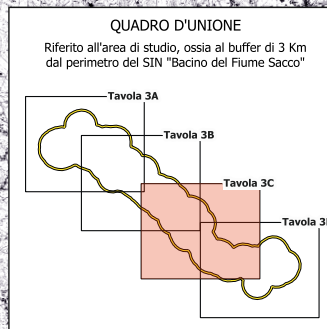 QUADRO D'UNIONE
Riferito all'area di studio, ossia al buffer di 3 Km
dal perimetro del SIN "Bacino del Fiume Sacco"
Tavola 3A
Tavola 3B
Tavola 3C
Tavola